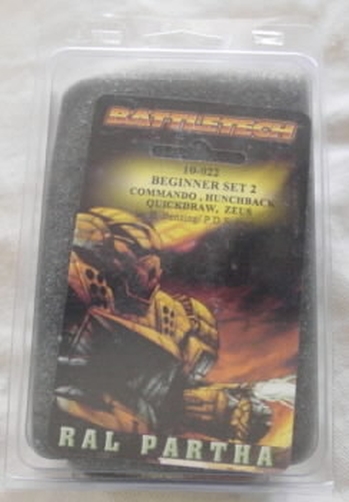 BATTLETECH
10-022
BEGINNER SET 2
COMMANDO, HUNCHBACK
QUICKDRAW, ZEUS
RAL PARTHA